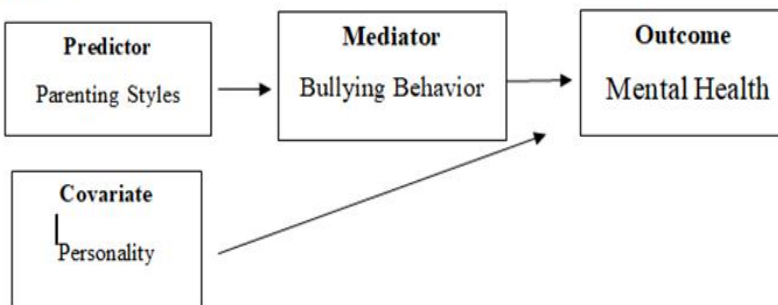 Predictor
Parenting Styles
Mediator
Bullying Behavior
Outcome
Mental Health
Covariate
Personality